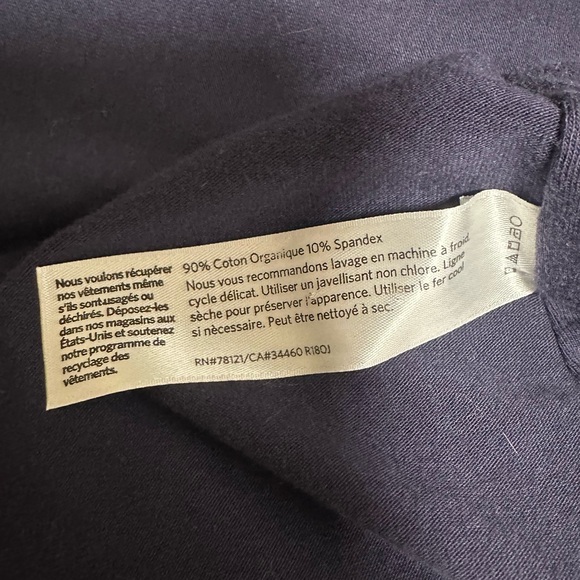 Nous voulons récupérer
nos vêtements même
s'ils sont usagés ou
déchirés. Déposez-les
dans nos magasins aux
États-Unis et soutenez
notre programme de
recyclage des
vêtements.
90% Coton Organique 10% Spandex
Nous vous recommandons lavage en machine à froid,
cycle délicat. Utiliser un javellisant non chlore. Ligne
sèche pour préserver l'apparence. Utiliser le fer cool
si nècessaire. Peut être nettoyé à sec.
RN#78121/CA#34460 R180J